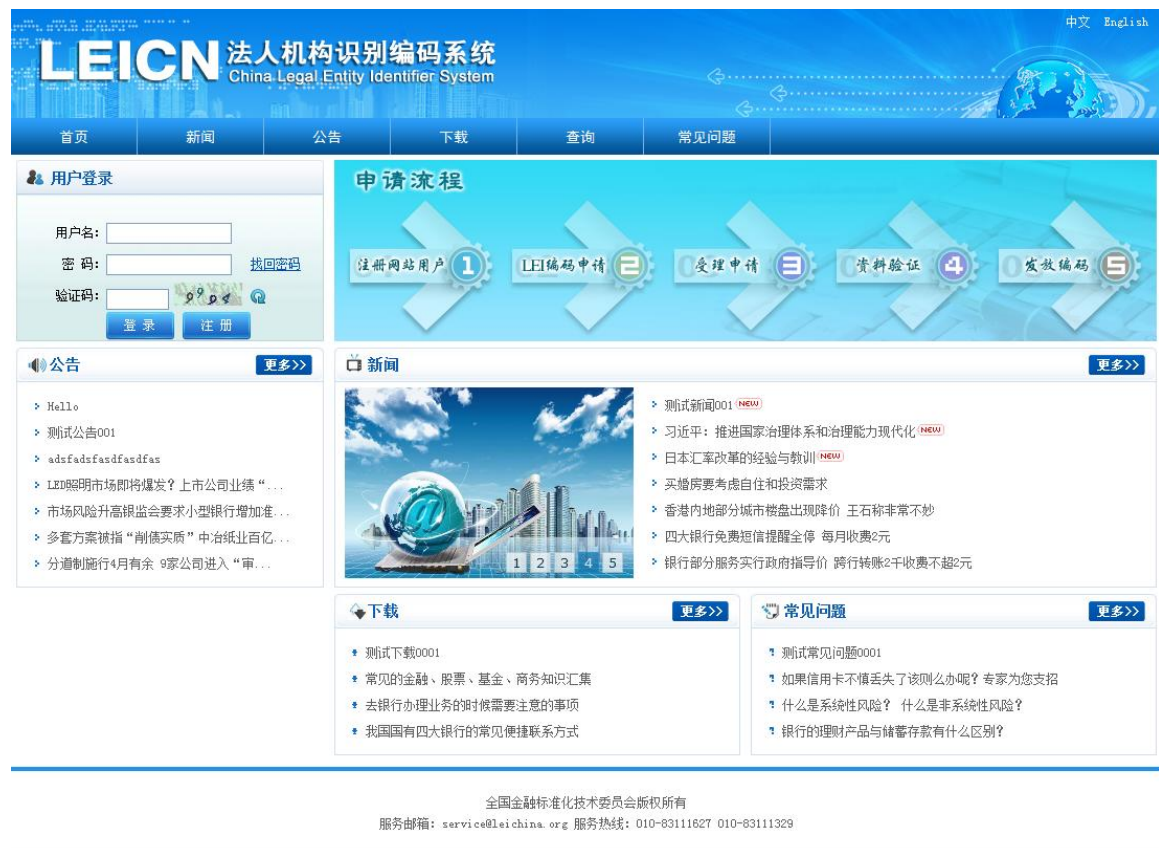 中文 English
LEICN 法人机构识别编码系统
China Legal Entity Identifier System
首页 新闻 公告 下载 查询 常见问题
用户登录
用户名:
密 码: 找回密码
验证码:
登 录 注 册
申请流程
注册网站用户 1 LEI编码申请 2 受理申请 3 资料验证 4 发放编码 5
公告 更多>>
Hello
测试公告001
adsfadsfasdfasdfas
LED照明市场即将爆发？上市公司业绩“...
市场风险升高银监会要求小型银行增加准...
多套方案被指“削债实质”中冶纸业百亿...
分道制施行4月有余 9家公司进入“审...
新闻 更多>>
1 2 3 4 5
测试新闻001 NEW
习近平：推进国家治理体系和治理能力现代化 NEW
日本汇率改革的经验与教训 NEW
买婚房要考虑自住和投资需求
香港内地部分城市楼盘出现降价 王石称非常不妙
四大银行免费短信提醒全停 每月收费2元
银行部分服务实行政府指导价 跨行转账2千收费不超2元
下载 更多>>
测试下载0001
常见的金融、股票、基金、商务知识汇集
去银行办理业务的时候需要注意的事项
我国国有四大银行的常见便捷联系方式
常见问题 更多>>
测试常见问题0001
如果信用卡不慎丢失了该则么办呢？专家为您支招
什么是系统性风险？ 什么是非系统性风险？
银行的理财产品与储蓄存款有什么区别？
全国金融标准化技术委员会版权所有
服务邮箱：service@leichina.org 服务热线：010-83111627 010-83111329